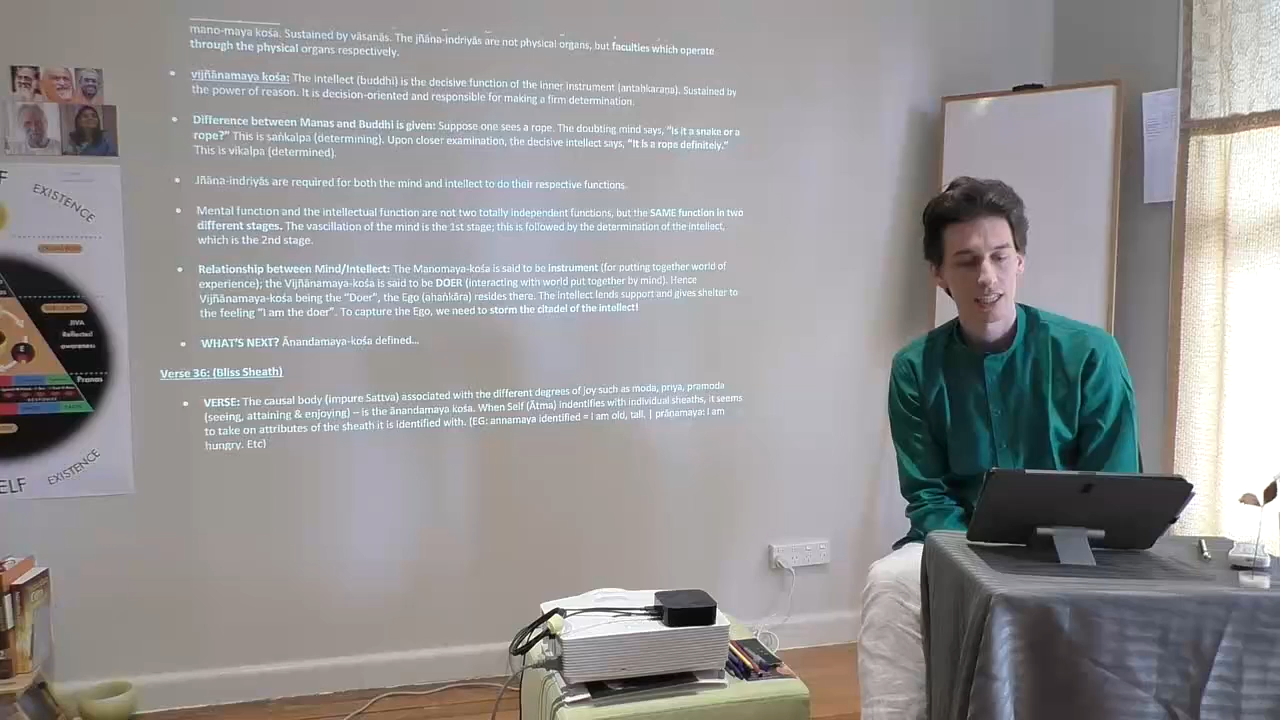 mano-maya kośa. Sustained by vāsanās. The jñāna-indriyās are not physical organs, but faculties which operate
through the physical organs respectively.
• vijñānamaya kośa: The intellect (buddhi) is the decisive function of the inner instrument (antaḥkaraṇa). Sustained by
the power of reason. It is decision-oriented and responsible for making a firm determination.
• Difference between Manas and Buddhi is given: Suppose one sees a rope. The doubting mind says, "Is it a snake or a
rope?" This is saṅkalpa (determining). Upon closer examination, the decisive intellect says, "It is a rope definitely."
This is vikalpa (determined).
• Jñāna-indriyās are required for both the mind and intellect to do their respective functions.
• Mental function and the intellectual function are not two totally independent functions, but the SAME function in two
different stages. The vascillation of the mind is the 1st stage; this is followed by the determination of the intellect,
which is the 2nd stage.
• Relationship between Mind/Intellect: The Manomaya-kośa is said to be instrument (for putting together world of
experience); the Vijñānamaya-kośa is said to be DOER (interacting with world put together by mind). Hence
Vijñānamaya-kośa being the "Doer", the Ego (ahaṅkāra) resides there. The intellect lends support and gives shelter to
the feeling "I am the doer". To capture the Ego, we need to storm the citadel of the intellect!
• WHAT'S NEXT? Ānandamaya-kośa defined...
Verse 36: (Bliss Sheath)
• VERSE: The causal body (impure Sattva) associated with the different degrees of joy such as moda, priya, pramoda
(seeing, attaining & enjoying) – is the ānandamaya kośa. When Self (Ātma) indentifies with individual sheaths, it seems
to take on attributes of the sheath it is identified with. [EG: annamaya identified = I am old, tall. | prāṇamaya: I am
hungry. Etc)
EXISTENCE
JIVA
Reflected
awareness
Pranas
EXISTENCE
ELF